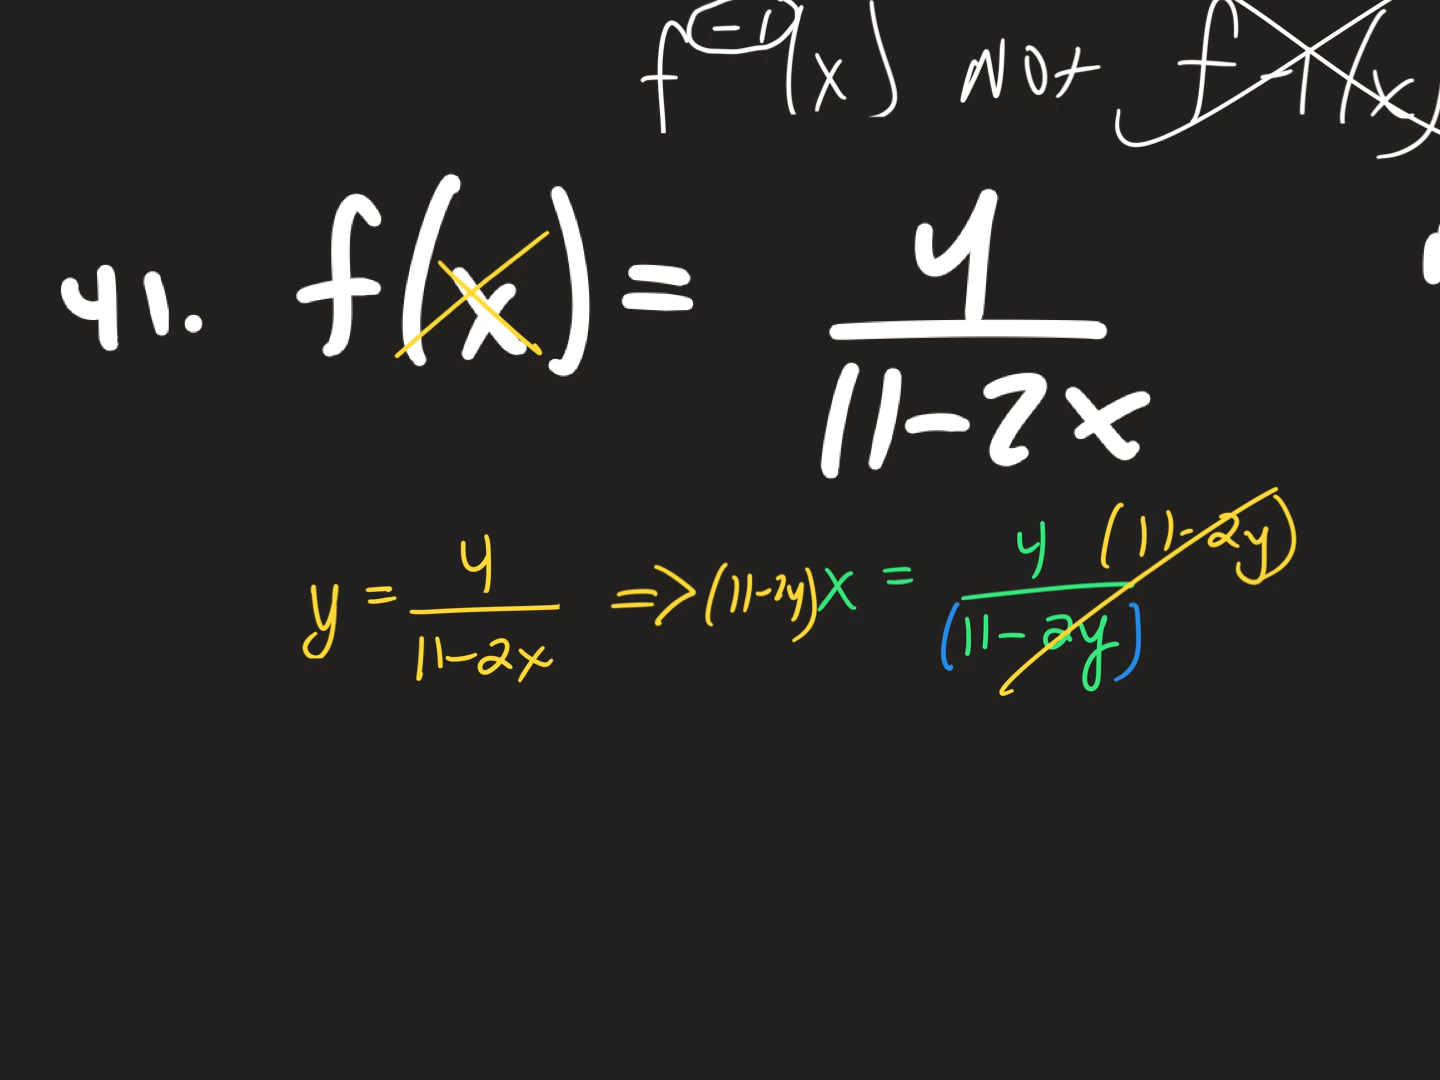 f⁻¹(x) Not f-1(x)
41. f(x) = 4 / 11-2x
y = 4 / 11-2x => (11-2y)x = 4 (11-2y) / (11-2y)